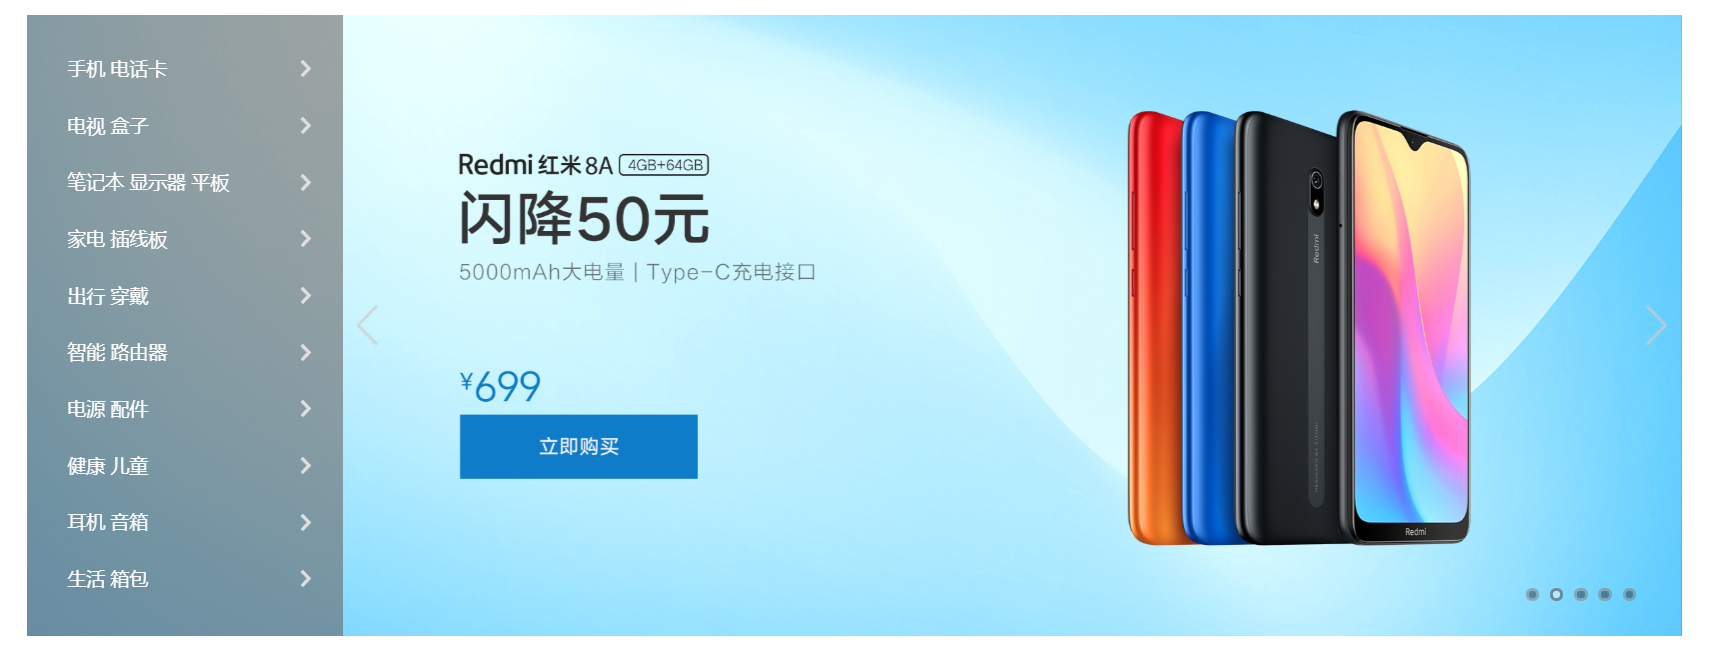 手机 电话卡
电视 盒子
笔记本 显示器 平板
家电 插线板
出行 穿戴
智能 路由器
电源 配件
健康 儿童
耳机 音箱
生活 箱包
Redmi 红米 8A 4GB+64GB
闪降50元
5000mAh大电量 | Type-C充电接口
¥699
立即购买
Redmi
Redmi